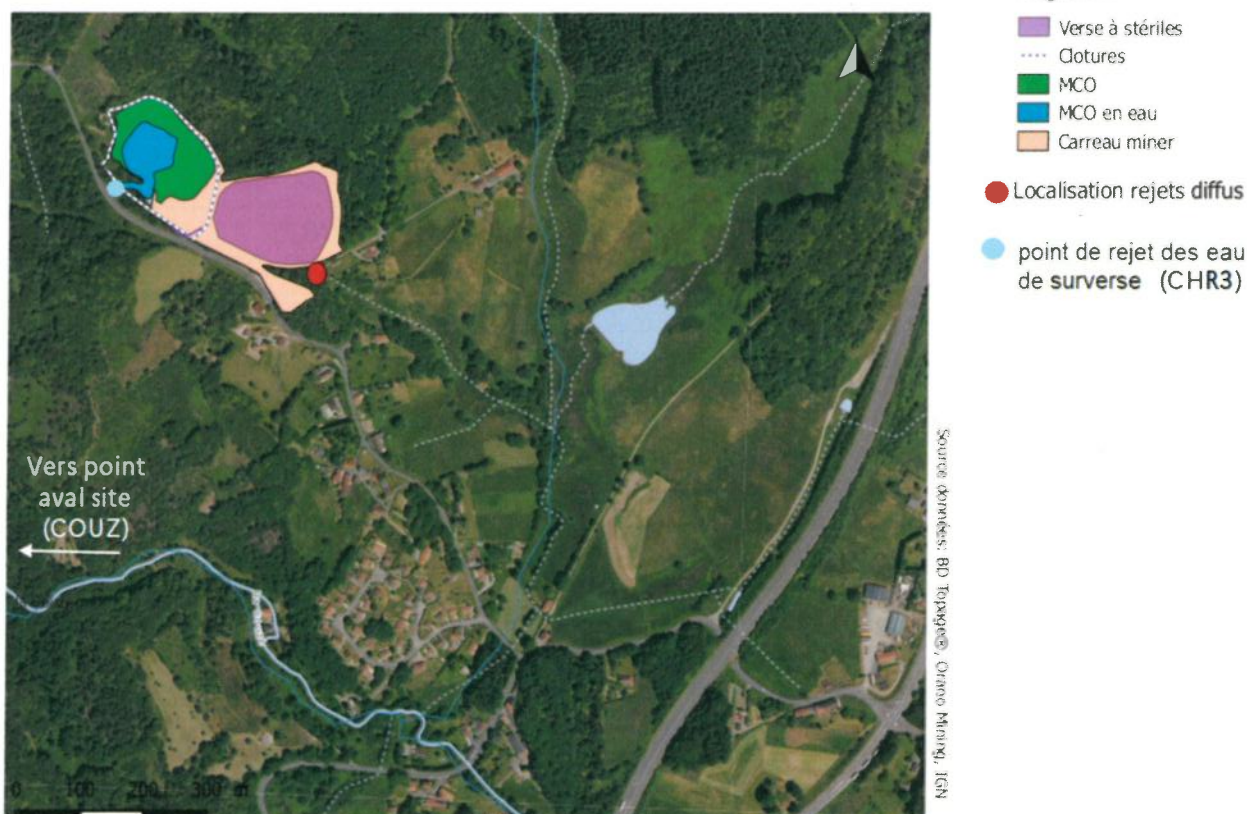 Verse à stériles
Clotures
MCO
MCO en eau
Carreau minier
Localisation rejets diffus
point de rejet des eau
de surverse (CHR3)
Vers point
aval site
(COUZ)
0 100 200 300 m
Source données: BD Topage®, Orano Mining, IGN